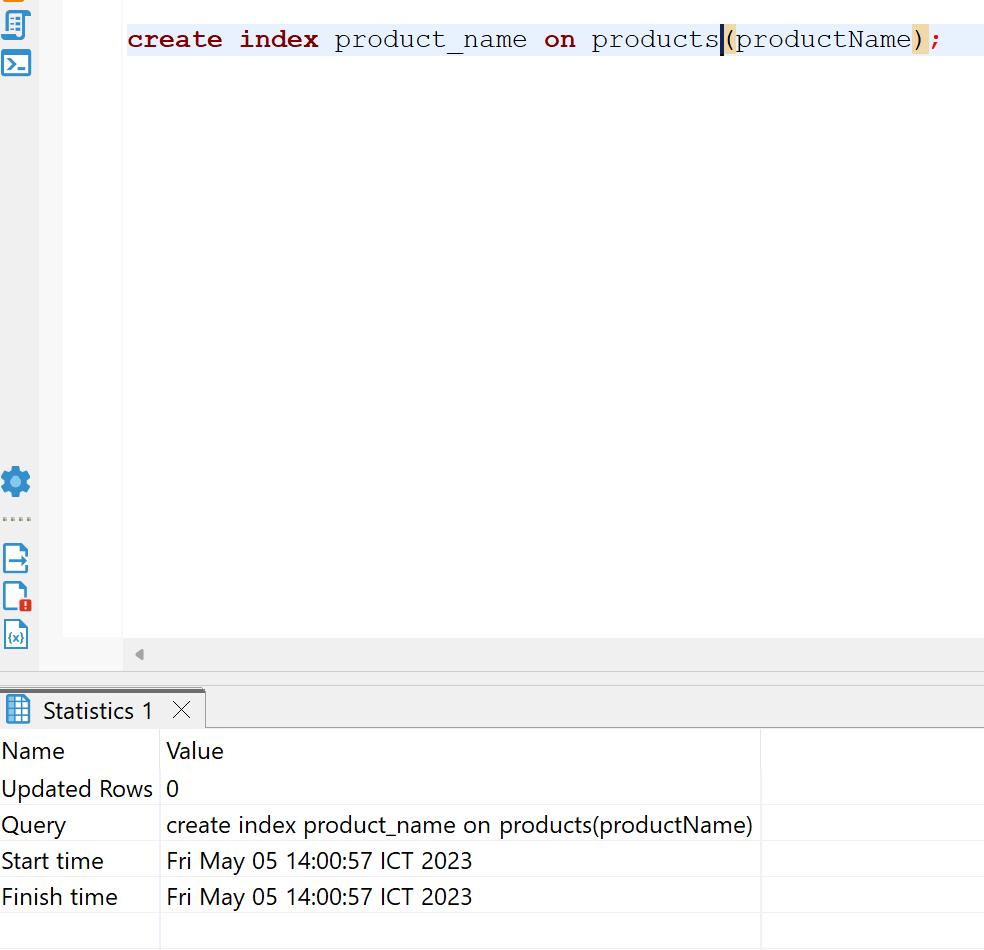 create index product_name on products(productName);
Statistics 1
Name Value
Updated Rows 0
Query create index product_name on products(productName)
Start time Fri May 05 14:00:57 ICT 2023
Finish time Fri May 05 14:00:57 ICT 2023